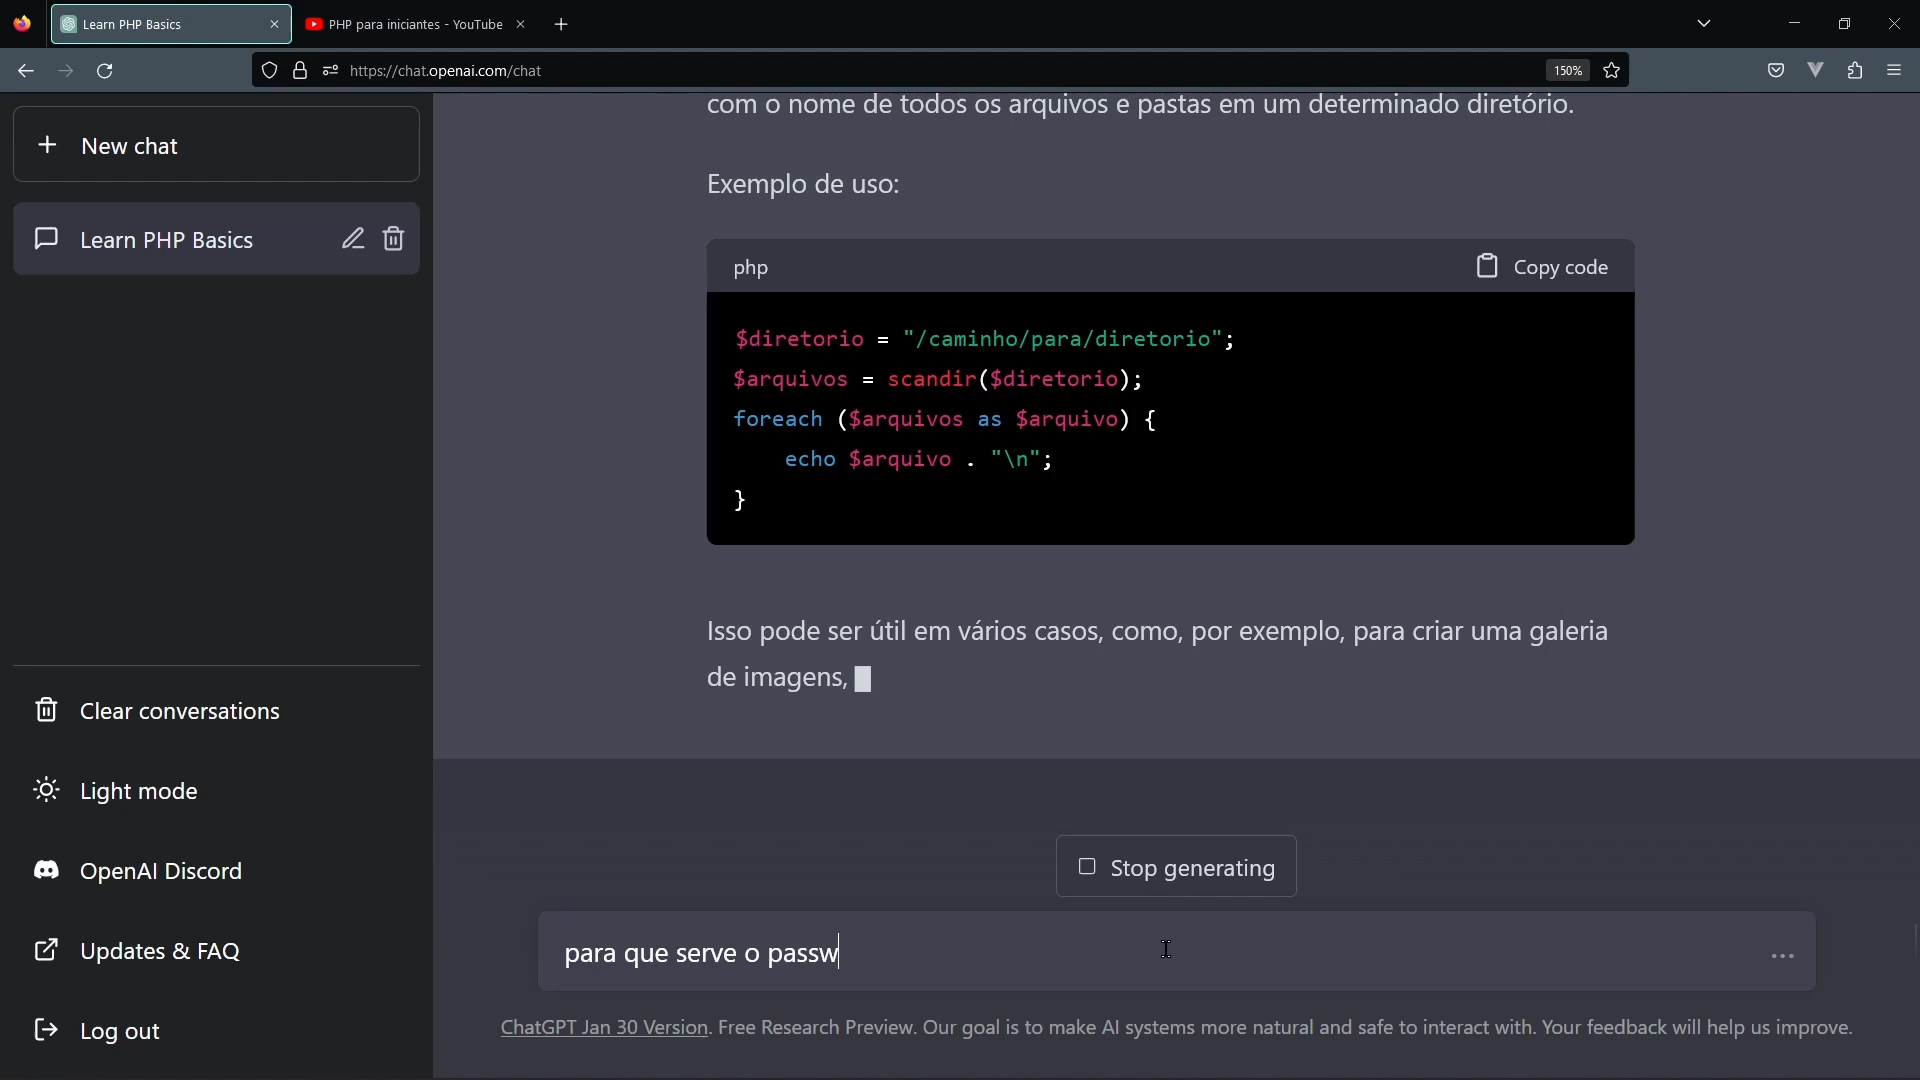 Learn PHP Basics
PHP para iniciantes - YouTube
https://chat.openai.com/chat
150%
New chat
Learn PHP Basics
Clear conversations
Light mode
OpenAI Discord
Updates & FAQ
Log out
com o nome de todos os arquivos e pastas em um determinado diretório.
Exemplo de uso:
php
Copy code
$diretorio = "/caminho/para/diretorio";
$arquivos = scandir($diretorio);
foreach ($arquivos as $arquivo) {
    echo $arquivo . "\n";
}
Isso pode ser útil em vários casos, como, por exemplo, para criar uma galeria
de imagens,
Stop generating
para que serve o passw
ChatGPT Jan 30 Version. Free Research Preview. Our goal is to make AI systems more natural and safe to interact with. Your feedback will help us improve.